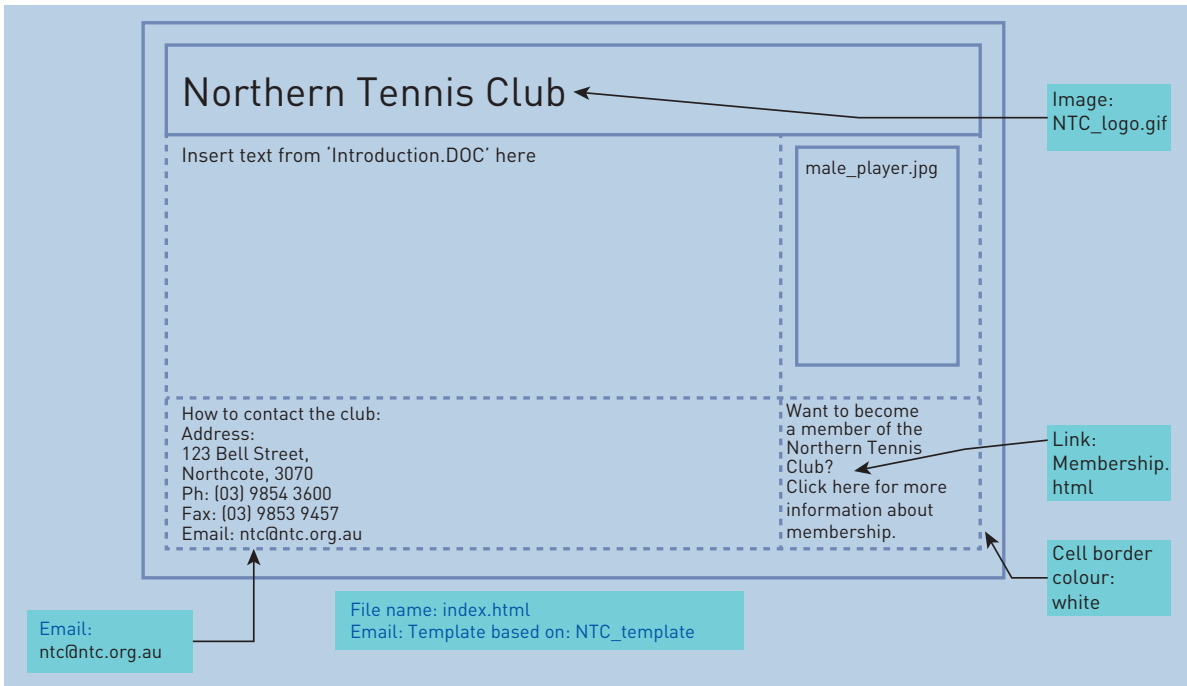 Northern Tennis Club
Image:
NTC_logo.gif
Insert text from ‘Introduction.DOC’ here
male_player.jpg
How to contact the club:
Address:
123 Bell Street,
Northcote, 3070
Ph: (03) 9854 3600
Fax: (03) 9853 9457
Email: ntc@ntc.org.au
Want to become
a member of the
Northern Tennis
Club?
Click here for more
information about
membership.
Link:
Membership.
html
Cell border
colour:
white
File name: index.html
Email: Template based on: NTC_template
Email:
ntc@ntc.org.au